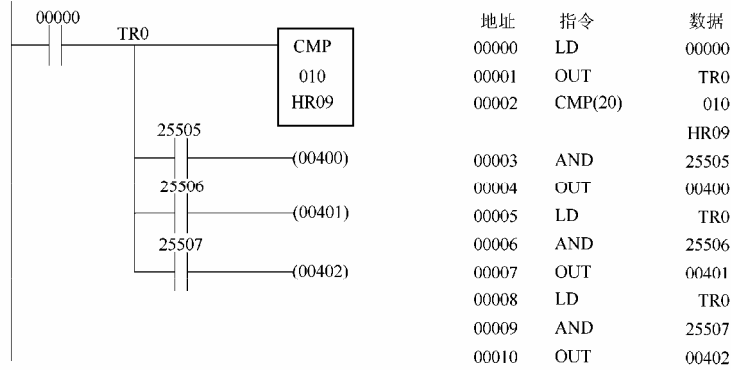 00000
TR0
CMP
010
HR09
25505
(00400)
25506
(00401)
25507
(00402)
地址 指令 数据
00000 LD 00000
00001 OUT TR0
00002 CMP(20) 010
HR09
00003 AND 25505
00004 OUT 00400
00005 LD TR0
00006 AND 25506
00007 OUT 00401
00008 LD TR0
00009 AND 25507
00010 OUT 00402